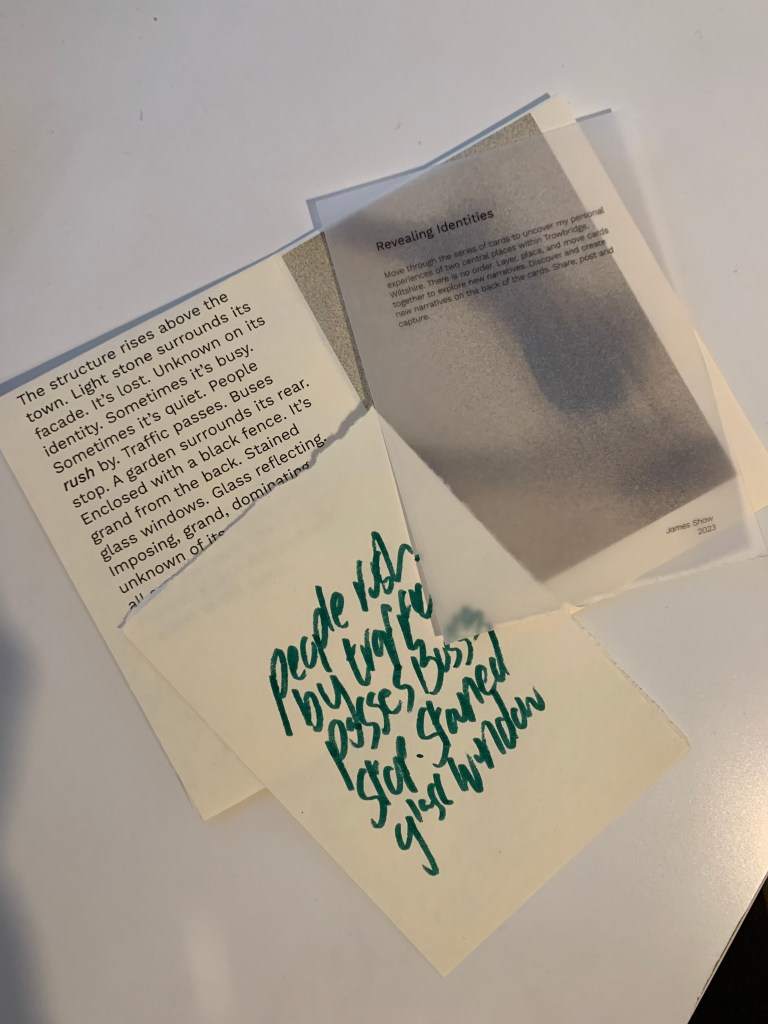 The structure rises above the
town. Light stone surrounds its
facade. It's lost. Unknown on its
identity. Sometimes it's busy.
Sometimes it's quiet. People
rush by. Traffic passes. Buses
stop. A garden surrounds its rear.
Enclosed with a black fence. It's
grand from the back. Stained
glass windows. Glass reflecting.
Imposing, grand, dominating
unknown of its
all
Revealing Identities
Move through the series of cards to uncover my personal
experiences of two central places within Trowbridge,
Wiltshire. There is no order. Layer, place, and move cards
together to explore new narratives. Discover and create
new narratives on the back of the cards. Share, post and
capture.
James Show
2023
people rush
by traffic
passes
stop. Stained
glass window